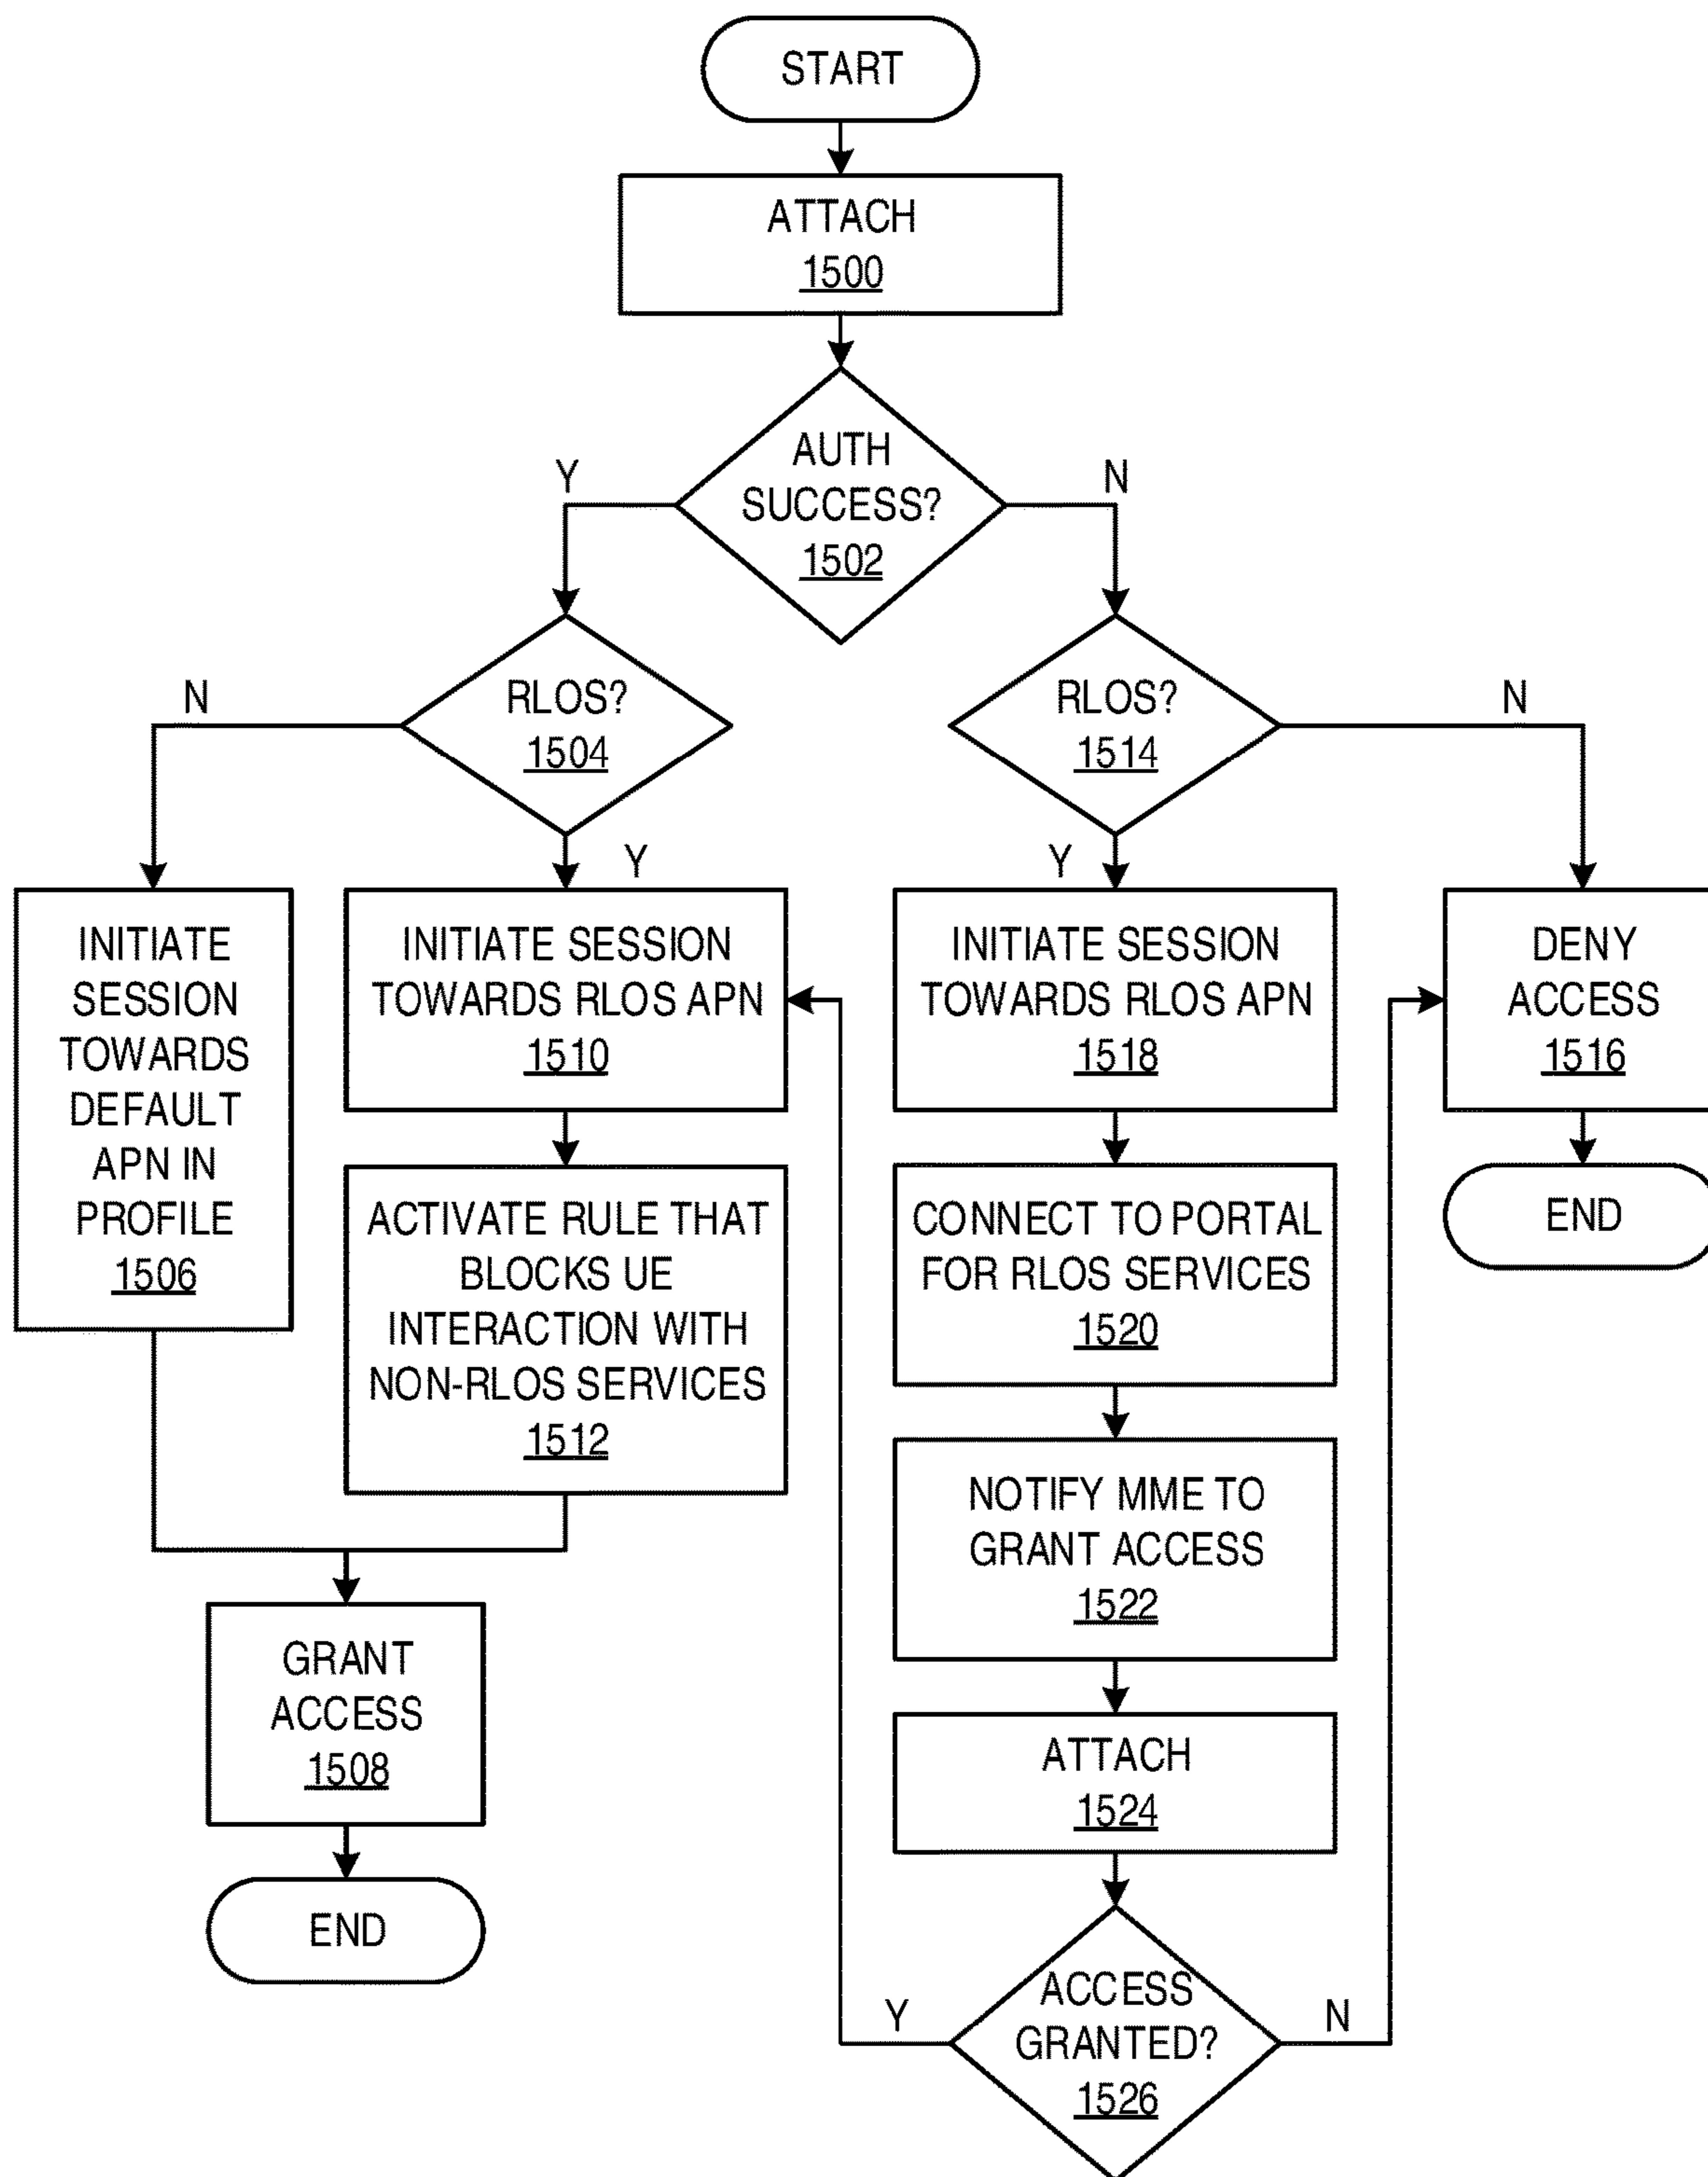 START
ATTACH
1500
AUTH
SUCCESS?
1502
Y
N
RLOS?
1504
N
Y
RLOS?
1514
Y
N
INITIATE
SESSION
TOWARDS
DEFAULT
APN IN
PROFILE
1506
INITIATE SESSION
TOWARDS RLOS APN
1510
INITIATE SESSION
TOWARDS RLOS APN
1518
DENY
ACCESS
1516
ACTIVATE RULE THAT
BLOCKS UE
INTERACTION WITH
NON-RLOS SERVICES
1512
CONNECT TO PORTAL
FOR RLOS SERVICES
1520
END
NOTIFY MME TO
GRANT ACCESS
1522
GRANT
ACCESS
1508
ATTACH
1524
END
ACCESS
GRANTED?
1526
Y
N